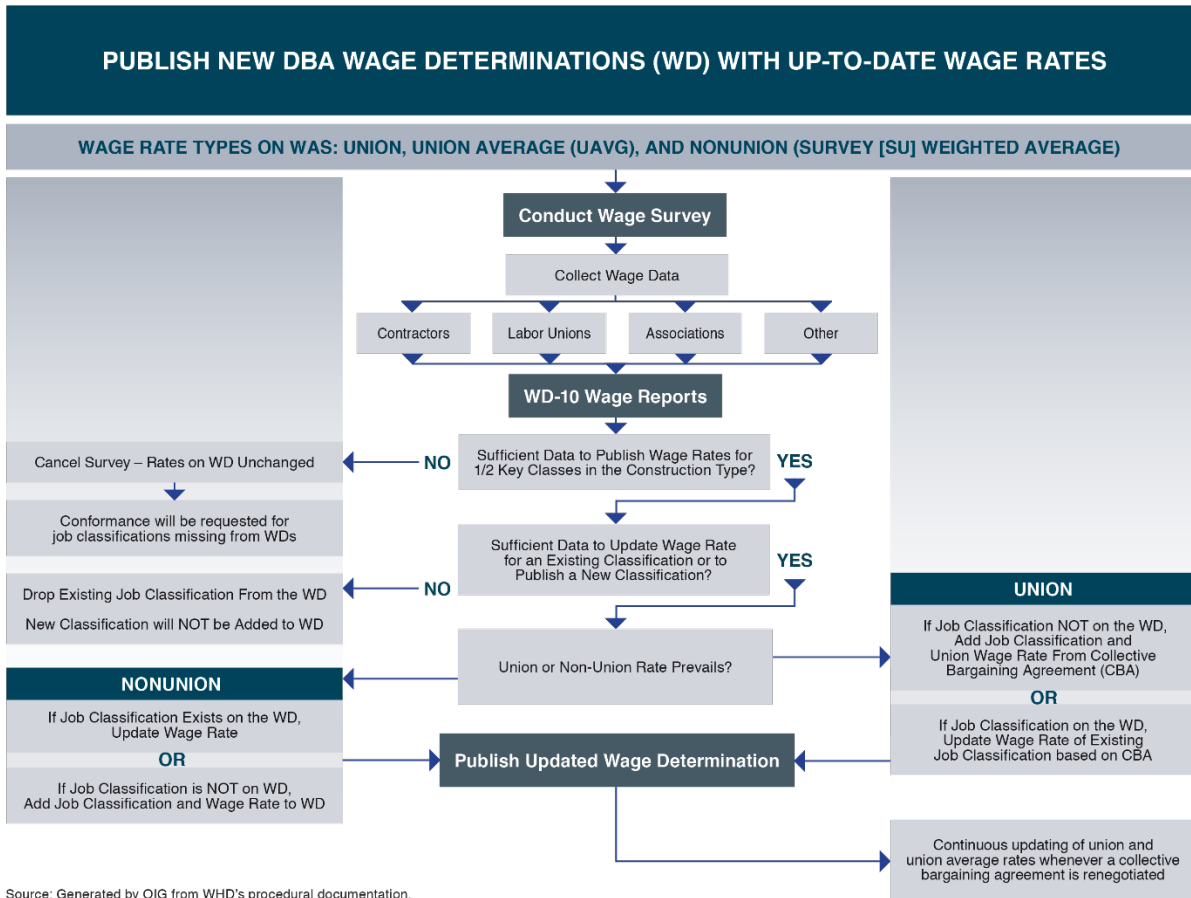 PUBLISH NEW DBA WAGE DETERMINATIONS (WD) WITH UP-TO-DATE WAGE RATES
WAGE RATE TYPES ON WAS: UNION, UNION AVERAGE (UAVG), AND NONUNION (SURVEY [SU] WEIGHTED AVERAGE)
Conduct Wage Survey
Collect Wage Data
Contractors
Labor Unions
Associations
Other
WD-10 Wage Reports
Sufficient Data to Publish Wage Rates for
1/2 Key Classes in the Construction Type?
NO
YES
Cancel Survey – Rates on WD Unchanged
Conformance will be requested for
job classifications missing from WDs
Sufficient Data to Update Wage Rate
for an Existing Classification or to
Publish a New Classification?
NO
YES
Drop Existing Job Classification From the WD
New Classification will NOT be Added to WD
Union or Non-Union Rate Prevails?
UNION
If Job Classification NOT on the WD,
Add Job Classification and
Union Wage Rate From Collective
Bargaining Agreement (CBA)
OR
If Job Classification on the WD,
Update Wage Rate of Existing
Job Classification based on CBA
NONUNION
If Job Classification Exists on the WD,
Update Wage Rate
OR
If Job Classification is NOT on WD,
Add Job Classification and Wage Rate to WD
Publish Updated Wage Determination
Continuous updating of union and
union average rates whenever a collective
bargaining agreement is renegotiated
Source: Generated by OIG from WHD's procedural documentation.